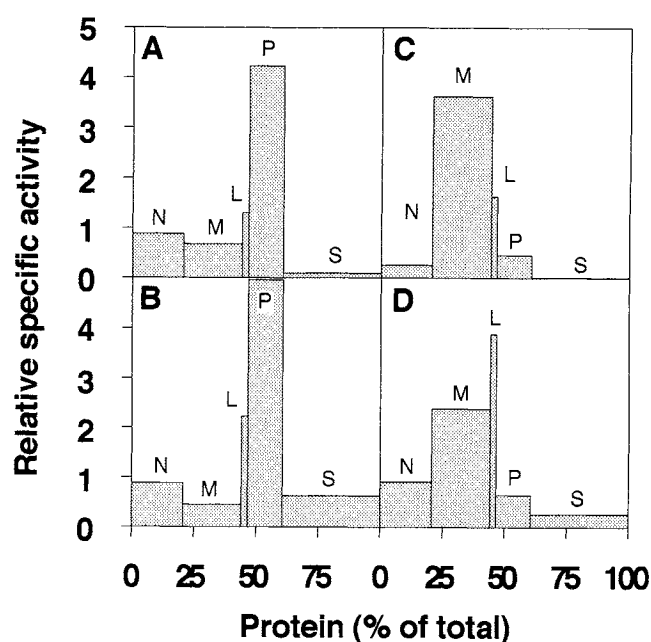 Relative specific activity
5
4
3
2
1
0
A
N
M
L
P
S
C
N
M
L
P
S
4
3
2
1
0
B
N
M
L
P
S
D
N
M
L
P
S
0 25 50 75 0 25 50 75 100
Protein (% of total)